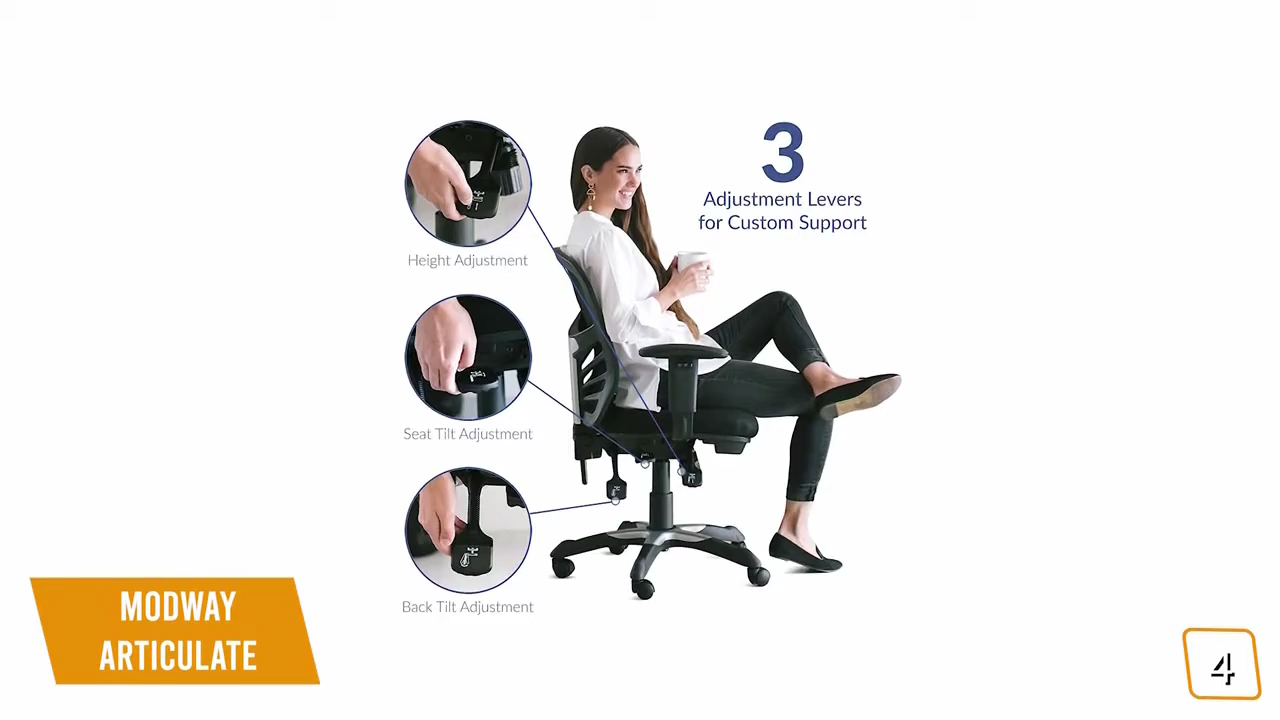 3
Adjustment Levers
for Custom Support
Height Adjustment
Seat Tilt Adjustment
Back Tilt Adjustment
MODWAY
ARTICULATE
4